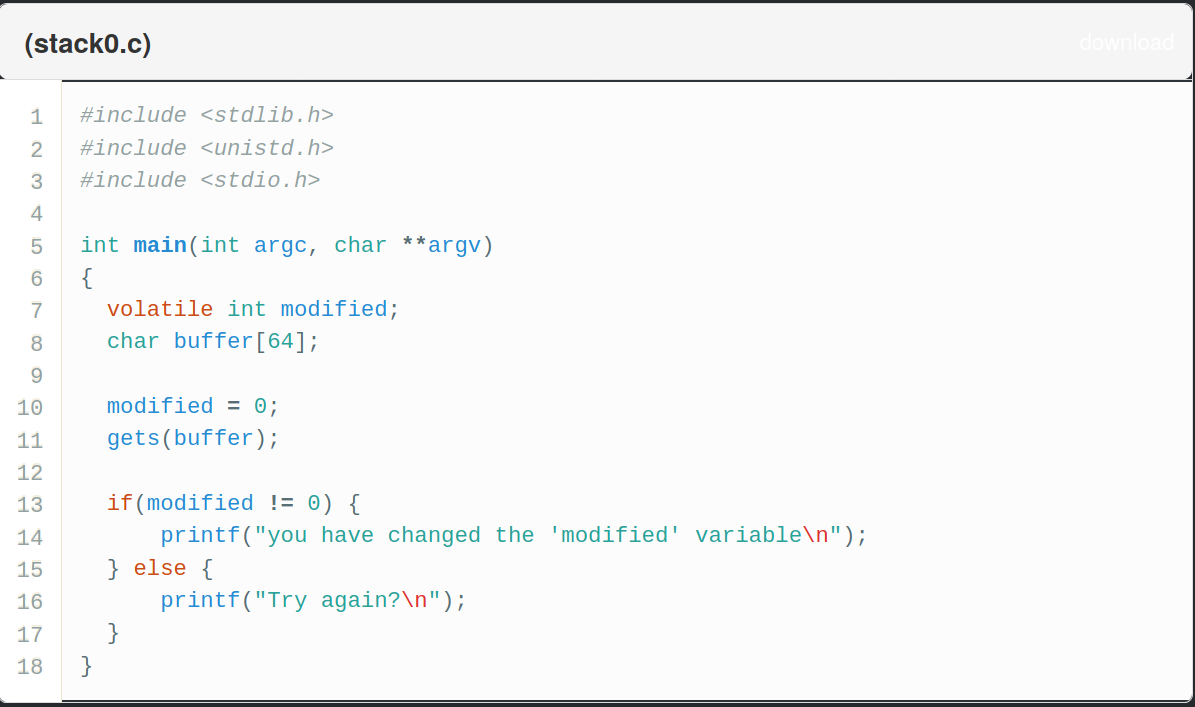 (stack0.c)
download
1 #include <stdlib.h>
2 #include <unistd.h>
3 #include <stdio.h>
4
5 int main(int argc, char **argv)
6 {
7   volatile int modified;
8   char buffer[64];
9
10   modified = 0;
11   gets(buffer);
12
13   if(modified != 0) {
14       printf("you have changed the 'modified' variable\n");
15   } else {
16       printf("Try again?\n");
17   }
18 }